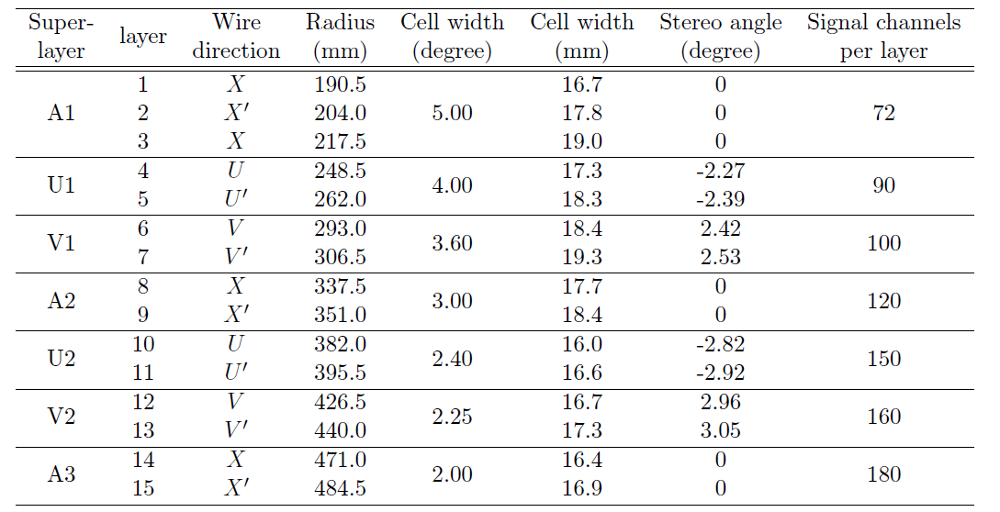 Super-layer layer Wire direction Radius (mm) Cell width (degree) Cell width (mm) Stereo angle (degree) Signal channels per layer
A1 5.00 72
1 X 190.5 16.7 0
2 X′ 204.0 17.8 0
3 X 217.5 19.0 0
U1 4.00 90
4 U 248.5 17.3 -2.27
5 U′ 262.0 18.3 -2.39
V1 3.60 100
6 V 293.0 18.4 2.42
7 V′ 306.5 19.3 2.53
A2 3.00 120
8 X 337.5 17.7 0
9 X′ 351.0 18.4 0
U2 2.40 150
10 U 382.0 16.0 -2.82
11 U′ 395.5 16.6 -2.92
V2 2.25 160
12 V 426.5 16.7 2.96
13 V′ 440.0 17.3 3.05
A3 2.00 180
14 X 471.0 16.4 0
15 X′ 484.5 16.9 0